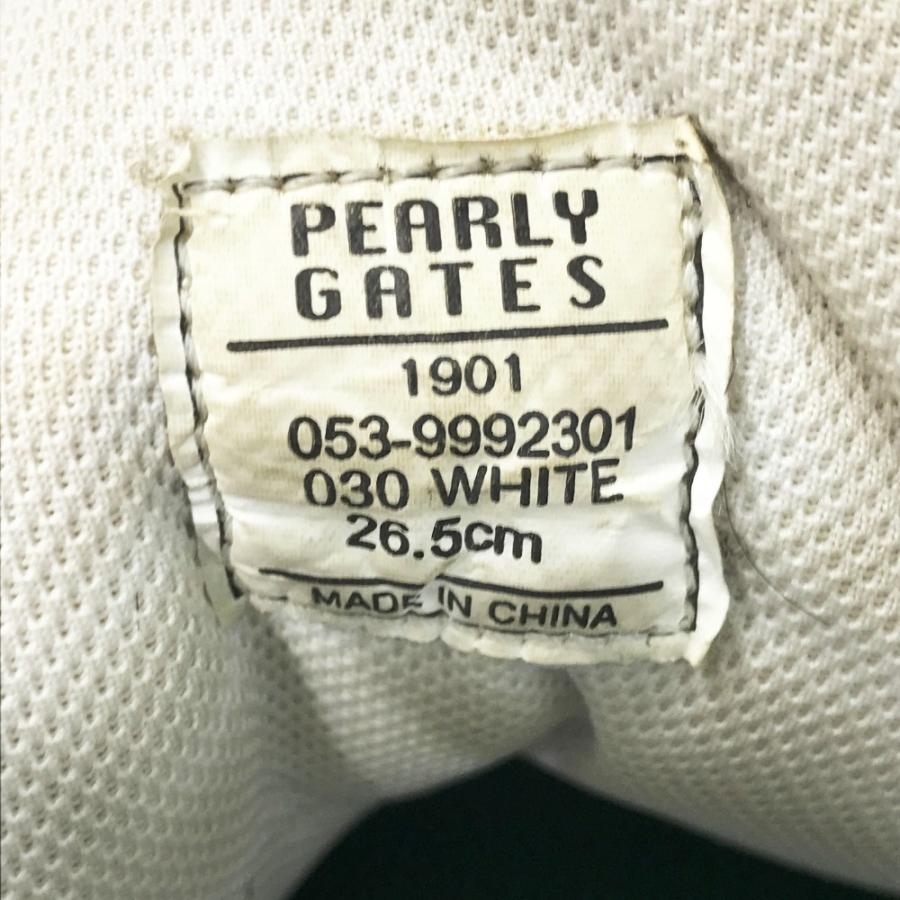 PEARLY
GATES
1901
053-9992301
030 WHITE
26.5cm
MADE IN CHINA